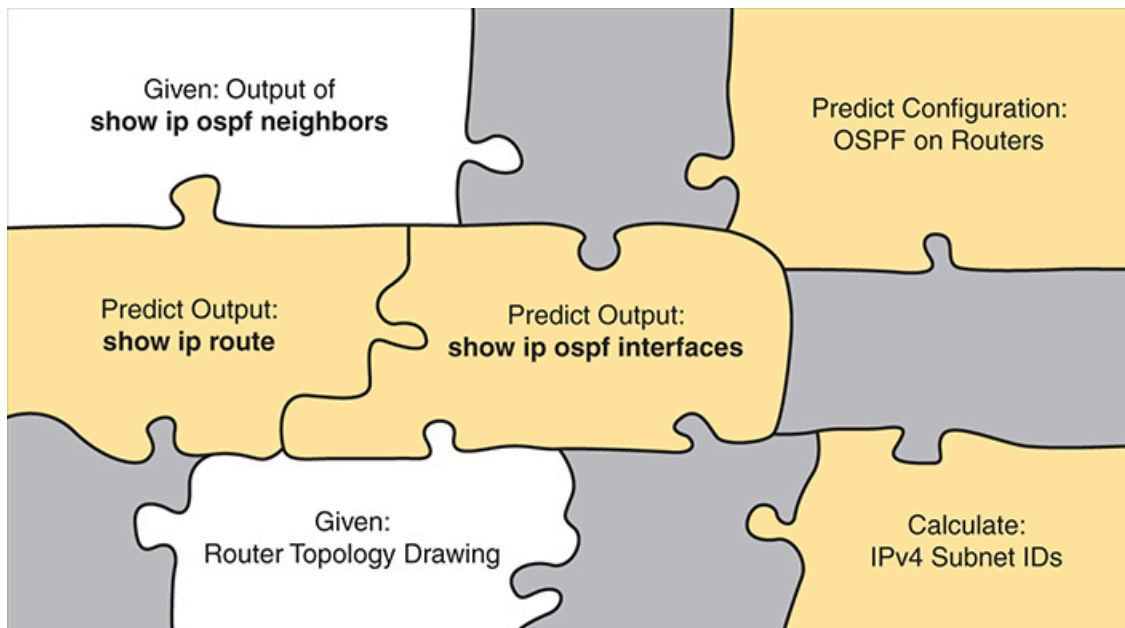 Given: Output of
show ip ospf neighbors
Predict Configuration:
OSPF on Routers
Predict Output:
show ip route
Predict Output:
show ip ospf interfaces
Given:
Router Topology Drawing
Calculate:
IPv4 Subnet IDs